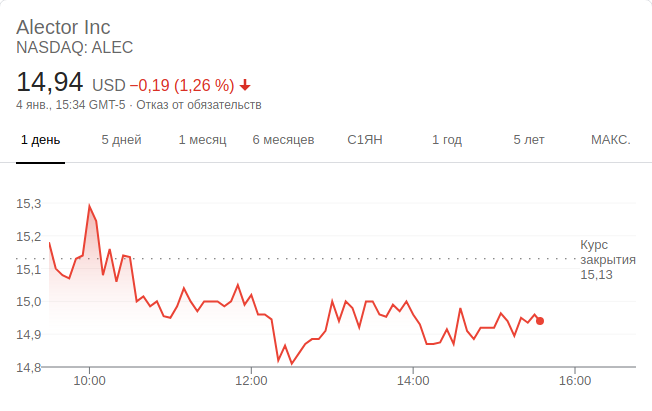 Alector Inc
NASDAQ: ALEC
14,94 USD −0,19 (1,26 %)
4 янв., 15:34 GMT-5 · Отказ от обязательств
1 день 5 дней 1 месяц 6 месяцев С1ЯН 1 год 5 лет МАКС.
15,3
15,2
15,1
15,0
14,9
14,8
Курс
закрытия
15,13
10:00 12:00 14:00 16:00